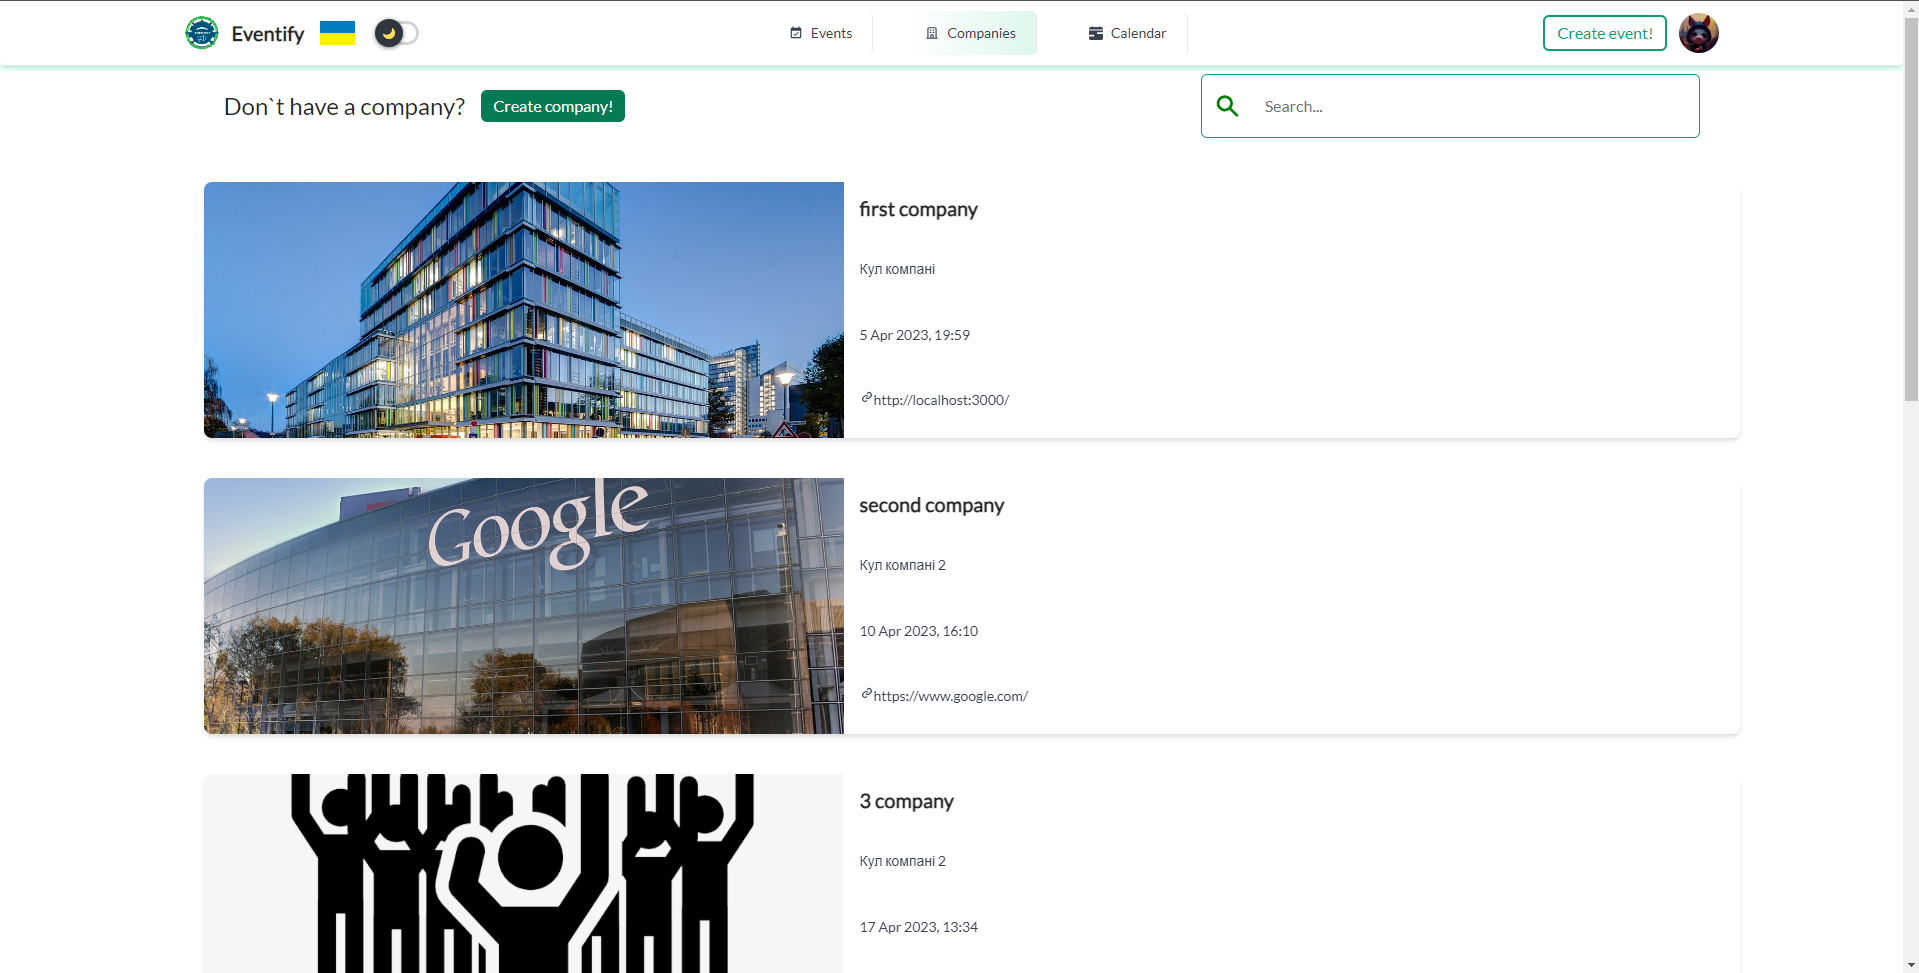 Eventify
Events
Companies
Calendar
Create event!
Don`t have a company?
Create company!
Search...
first company
Кул компані
5 Apr 2023, 19:59
http://localhost:3000/
Google
second company
Кул компані 2
10 Apr 2023, 16:10
https://www.google.com/
3 company
Кул компані 2
17 Apr 2023, 13:34